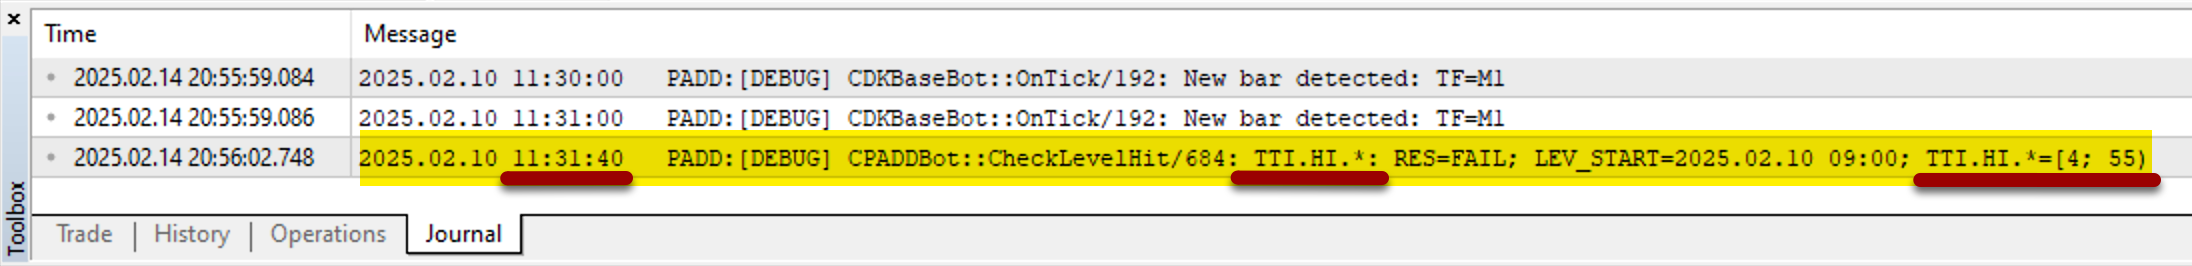 ×
Time Message
2025.02.14 20:55:59.084 2025.02.10 11:30:00 PADD:[DEBUG] CDKBaseBot::OnTick/192: New bar detected: TF=M1
2025.02.14 20:55:59.086 2025.02.10 11:31:00 PADD:[DEBUG] CDKBaseBot::OnTick/192: New bar detected: TF=M1
2025.02.14 20:56:02.748 2025.02.10 11:31:40 PADD:[DEBUG] CPADDBot::CheckLevelHit/684: TTI.HI.*: RES=FAIL; LEV_START=2025.02.10 09:00; TTI.HI.*=[4; 55)
Toolbox
Trade | History | Operations Journal